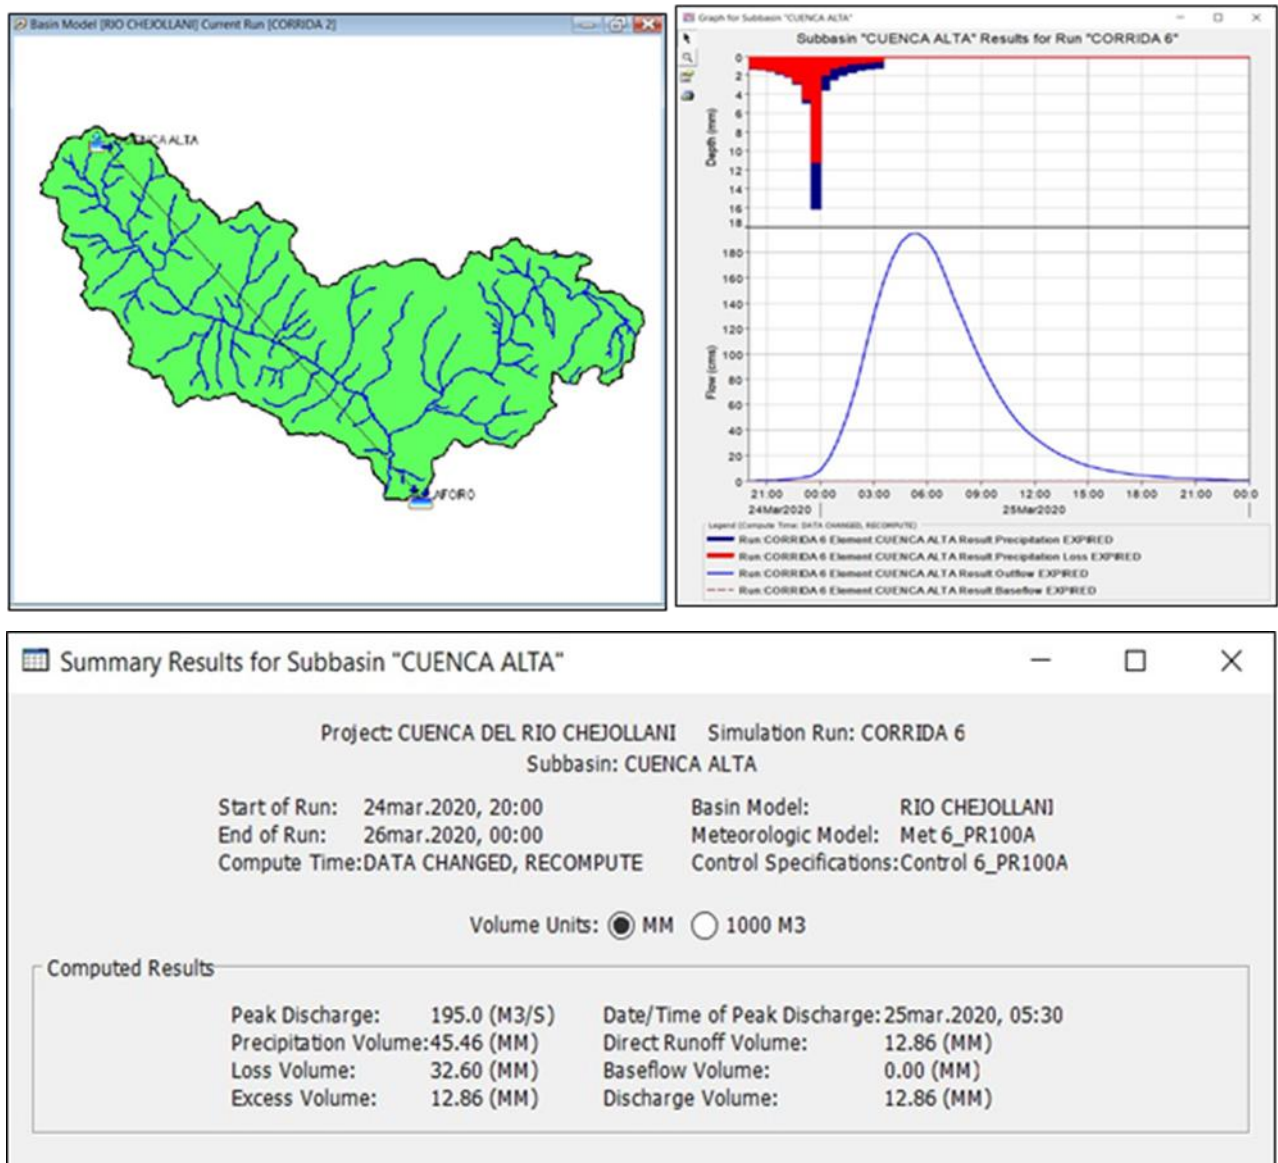 Basin Model [RIO CHEJOLLANI] Current Run [CORRIDA 2]
CUENCA ALTA
AFORO
Graph for Subbasin "CUENCA ALTA"
Subbasin "CUENCA ALTA" Results for Run "CORRIDA 6"
Depth (mm)
0
2
4
6
8
10
12
14
16
18
Flow (cms)
180
160
140
120
100
80
60
40
20
0
21:00 00:00 03:00 06:00 09:00 12:00 15:00 18:00 21:00 00:0
24Mar2020 25Mar2020
Legend (Compute Time: DATA CHANGED, RECOMPUTE)
Run:CORRIDA 6 Element:CUENCA ALTA Result:Precipitation EXPIRED
Run:CORRIDA 6 Element:CUENCA ALTA Result:Precipitation Loss EXPIRED
Run:CORRIDA 6 Element:CUENCA ALTA Result:Outflow EXPIRED
Run:CORRIDA 6 Element:CUENCA ALTA Result:Baseflow EXPIRED
Summary Results for Subbasin "CUENCA ALTA"
Project: CUENCA DEL RIO CHEJOLLANI Simulation Run: CORRIDA 6
Subbasin: CUENCA ALTA
Start of Run: 24mar.2020, 20:00 Basin Model: RIO CHEJOLLANI
End of Run: 26mar.2020, 00:00 Meteorologic Model: Met 6_PR100A
Compute Time:DATA CHANGED, RECOMPUTE Control Specifications:Control 6_PR100A
Volume Units: MM 1000 M3
Computed Results
Peak Discharge: 195.0 (M3/S) Date/Time of Peak Discharge:25mar.2020, 05:30
Precipitation Volume:45.46 (MM) Direct Runoff Volume: 12.86 (MM)
Loss Volume: 32.60 (MM) Baseflow Volume: 0.00 (MM)
Excess Volume: 12.86 (MM) Discharge Volume: 12.86 (MM)